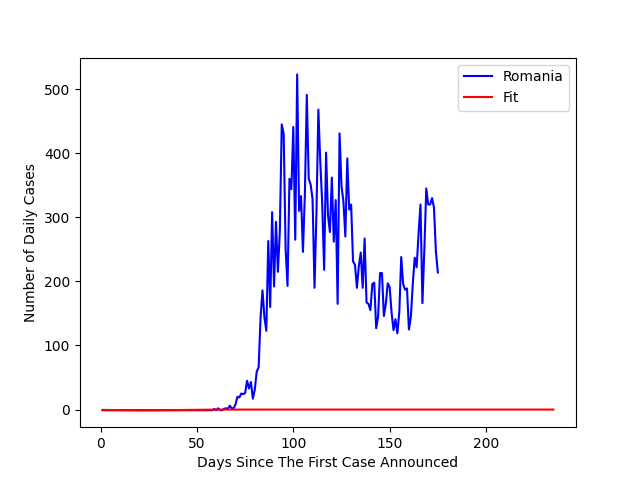 Romania
Fit
500
400
300
200
100
0
Number of Daily Cases
0 50 100 150 200
Days Since The First Case Announced